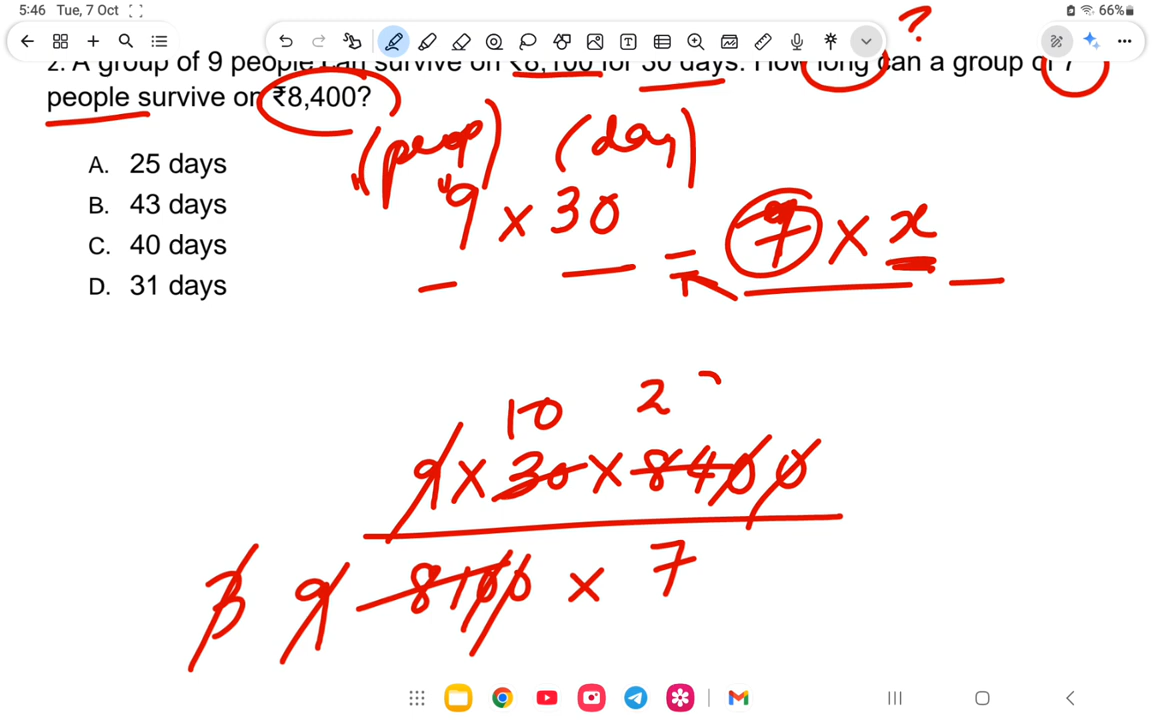 5:46 Tue, 7 Oct 66%
?
2. A group of 9 people can survive on ₹8,100 for 30 days. How long can a group of 7
people survive on ₹8,400?
A. 25 days
B. 43 days
C. 40 days
D. 31 days
(peop) (day)
9 × 30 = 7 × x
10 2
9 × 30 × 8400
3 9 8100 × 7